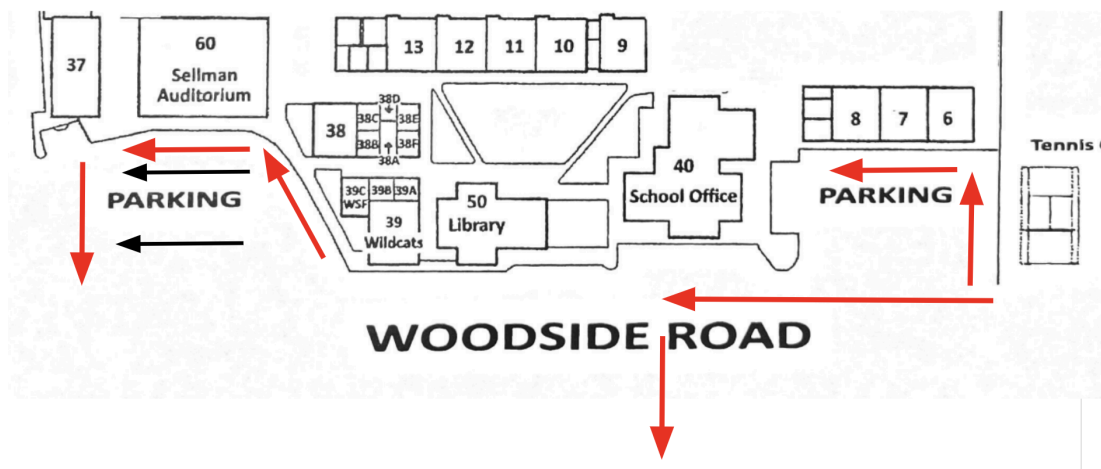 37
60
Sellman
Auditorium
13
12
11
10
9
38
38D
38C
38E
38B
38F
38A
8
7
6
Tennis
40
School Office
39C
WSF
39B
39A
39
Wildcats
50
Library
PARKING
PARKING
WOODSIDE ROAD